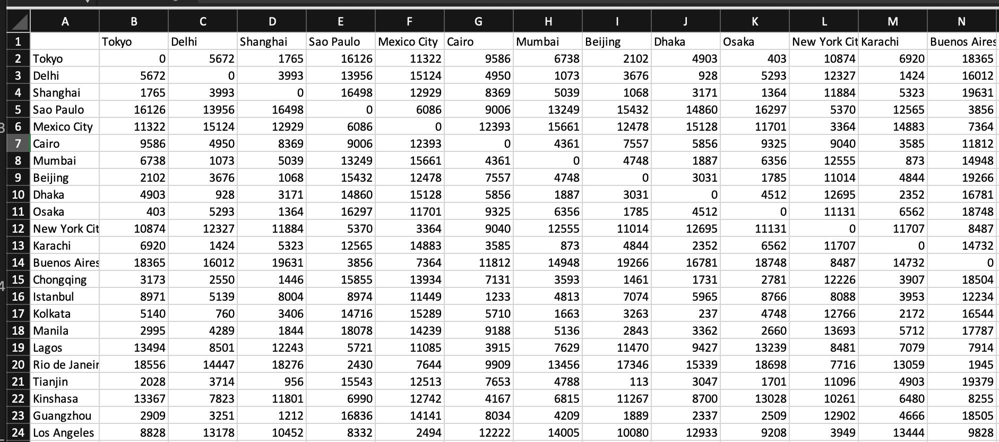 A B C D E F G H I J K L M N
1 Tokyo Delhi Shanghai Sao Paulo Mexico City Cairo Mumbai Beijing Dhaka Osaka New York Cit Karachi Buenos Aires
2 Tokyo 0 5672 1765 16126 11322 9586 6738 2102 4903 403 10874 6920 18365
3 Delhi 5672 0 3993 13956 15124 4950 1073 3676 928 5293 12327 1424 16012
4 Shanghai 1765 3993 0 16498 12929 8369 5039 1068 3171 1364 11884 5323 19631
5 Sao Paulo 16126 13956 16498 0 6086 9006 13249 15432 14860 16297 5370 12565 3856
3 6 Mexico City 11322 15124 12929 6086 0 12393 15661 12478 15128 11701 3364 14883 7364
7 Cairo 9586 4950 8369 9006 12393 0 4361 7557 5856 9325 9040 3585 11812
8 Mumbai 6738 1073 5039 13249 15661 4361 0 4748 1887 6356 12555 873 14948
9 Beijing 2102 3676 1068 15432 12478 7557 4748 0 3031 1785 11014 4844 19266
10 Dhaka 4903 928 3171 14860 15128 5856 1887 3031 0 4512 12695 2352 16781
11 Osaka 403 5293 1364 16297 11701 9325 6356 1785 4512 0 11131 6562 18748
12 New York Cit 10874 12327 11884 5370 3364 9040 12555 11014 12695 11131 0 11707 8487
13 Karachi 6920 1424 5323 12565 14883 3585 873 4844 2352 6562 11707 0 14732
14 Buenos Aires 18365 16012 19631 3856 7364 11812 14948 19266 16781 18748 8487 14732 0
4 15 Chongqing 3173 2550 1446 15855 13934 7131 3593 1461 1731 2781 12226 3907 18504
16 Istanbul 8971 5139 8004 8974 11449 1233 4813 7074 5965 8766 8088 3953 12234
17 Kolkata 5140 760 3406 14716 15289 5710 1663 3263 237 4748 12766 2172 16544
18 Manila 2995 4289 1844 18078 14239 9188 5136 2843 3362 2660 13693 5712 17787
19 Lagos 13494 8501 12243 5721 11085 3915 7629 11470 9427 13239 8481 7079 7914
20 Rio de Janeir 18556 14447 18276 2430 7644 9909 13456 17346 15339 18698 7716 13059 1945
21 Tianjin 2028 3714 956 15543 12513 7653 4788 113 3047 1701 11096 4903 19379
22 Kinshasa 13367 7823 11801 6990 12742 4167 6815 11267 8700 13028 10261 6480 8255
23 Guangzhou 2909 3251 1212 16836 14141 8034 4209 1889 2337 2509 12902 4666 18505
24 Los Angeles 8828 13178 10452 8332 2494 12222 14005 10080 12933 9208 3949 13444 9828